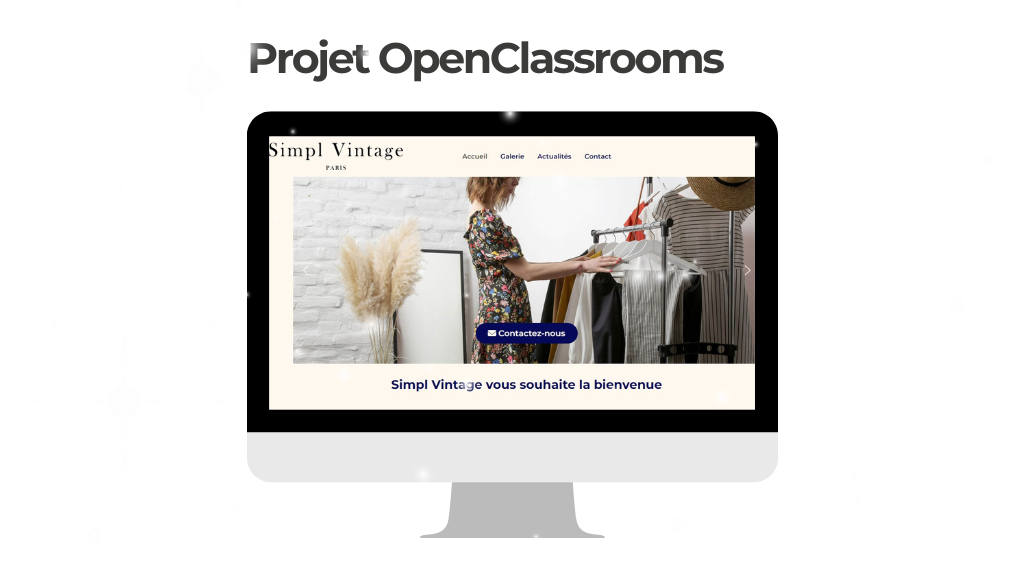 Projet OpenClassrooms
Simpl Vintage
PARIS
Accueil Galerie Actualités Contact
Contactez-nous
Simpl Vintage vous souhaite la bienvenue